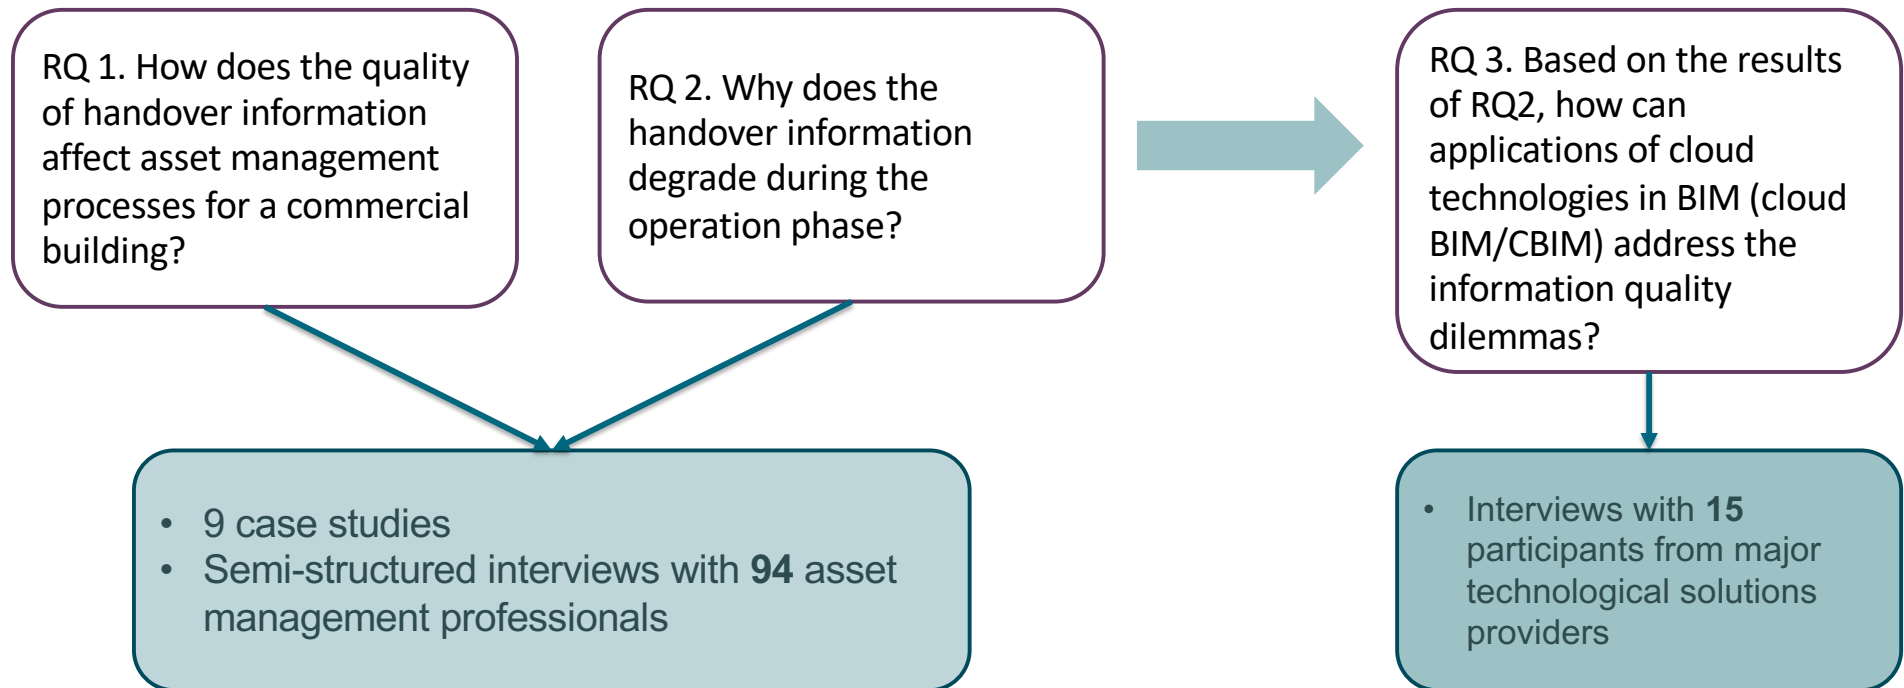 RQ 1. How does the quality
of handover information
affect asset management
processes for a commercial
building?
RQ 2. Why does the
handover information
degrade during the
operation phase?
RQ 3. Based on the results
of RQ2, how can
applications of cloud
technologies in BIM (cloud
BIM/CBIM) address the
information quality
dilemmas?
• 9 case studies
• Semi-structured interviews with 94 asset
management professionals
• Interviews with 15
participants from major
technological solutions
providers